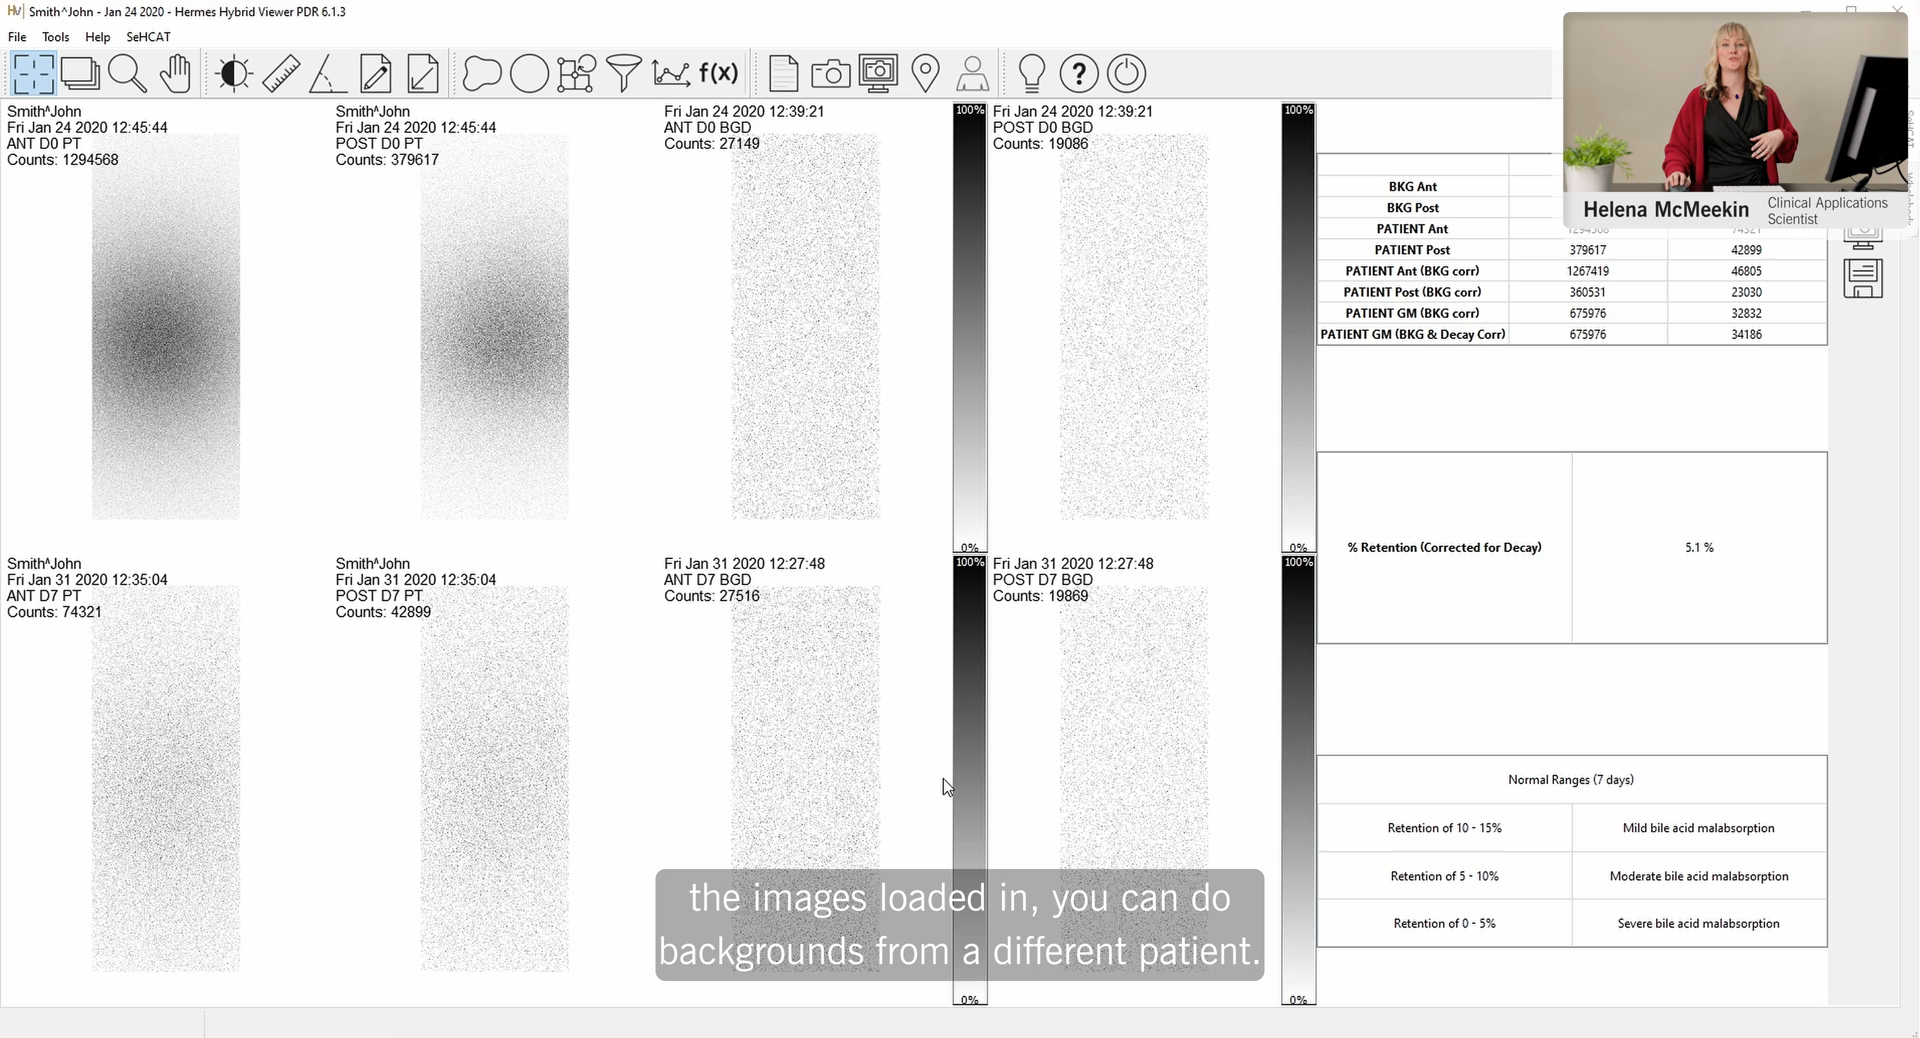 Smith^John - Jan 24 2020 - Hermes Hybrid Viewer PDR 6.1.3
File Tools Help SeHCAT
f(x)
Smith^John
Fri Jan 24 2020 12:45:44
ANT D0 PT
Counts: 1294568
Smith^John
Fri Jan 24 2020 12:45:44
POST D0 PT
Counts: 379617
Fri Jan 24 2020 12:39:21
ANT D0 BGD
Counts: 27149
100%
0%
Fri Jan 24 2020 12:39:21
POST D0 BGD
Counts: 19086
100%
0%
Smith^John
Fri Jan 31 2020 12:35:04
ANT D7 PT
Counts: 74321
Smith^John
Fri Jan 31 2020 12:35:04
POST D7 PT
Counts: 42899
Fri Jan 31 2020 12:27:48
ANT D7 BGD
Counts: 27516
100%
0%
Fri Jan 31 2020 12:27:48
POST D7 BGD
Counts: 19869
100%
0%
Helena McMeekin
Clinical Applications
Scientist
BKG Ant
BKG Post
PATIENT Ant 1294568 74321
PATIENT Post 379617 42899
PATIENT Ant (BKG corr) 1267419 46805
PATIENT Post (BKG corr) 360531 23030
PATIENT GM (BKG corr) 675976 32832
PATIENT GM (BKG & Decay Corr) 675976 34186
% Retention (Corrected for Decay) 5.1 %
Normal Ranges (7 days)
Retention of 10 - 15% Mild bile acid malabsorption
Retention of 5 - 10% Moderate bile acid malabsorption
Retention of 0 - 5% Severe bile acid malabsorption
the images loaded in, you can do
backgrounds from a different patient.